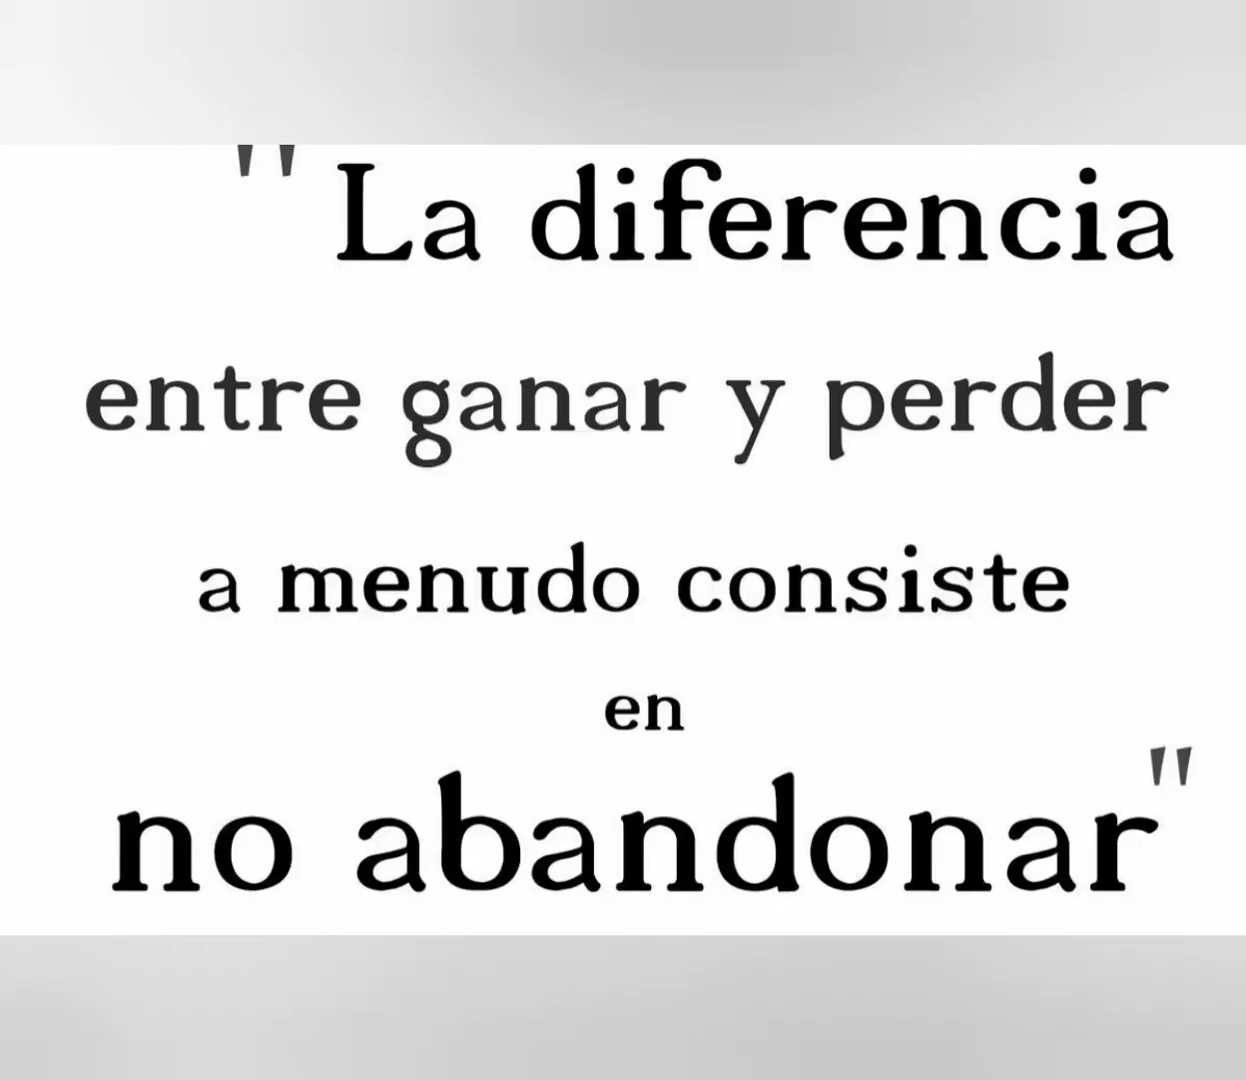 "La diferencia
entre ganar y perder
a menudo consiste
en
no abandonar"